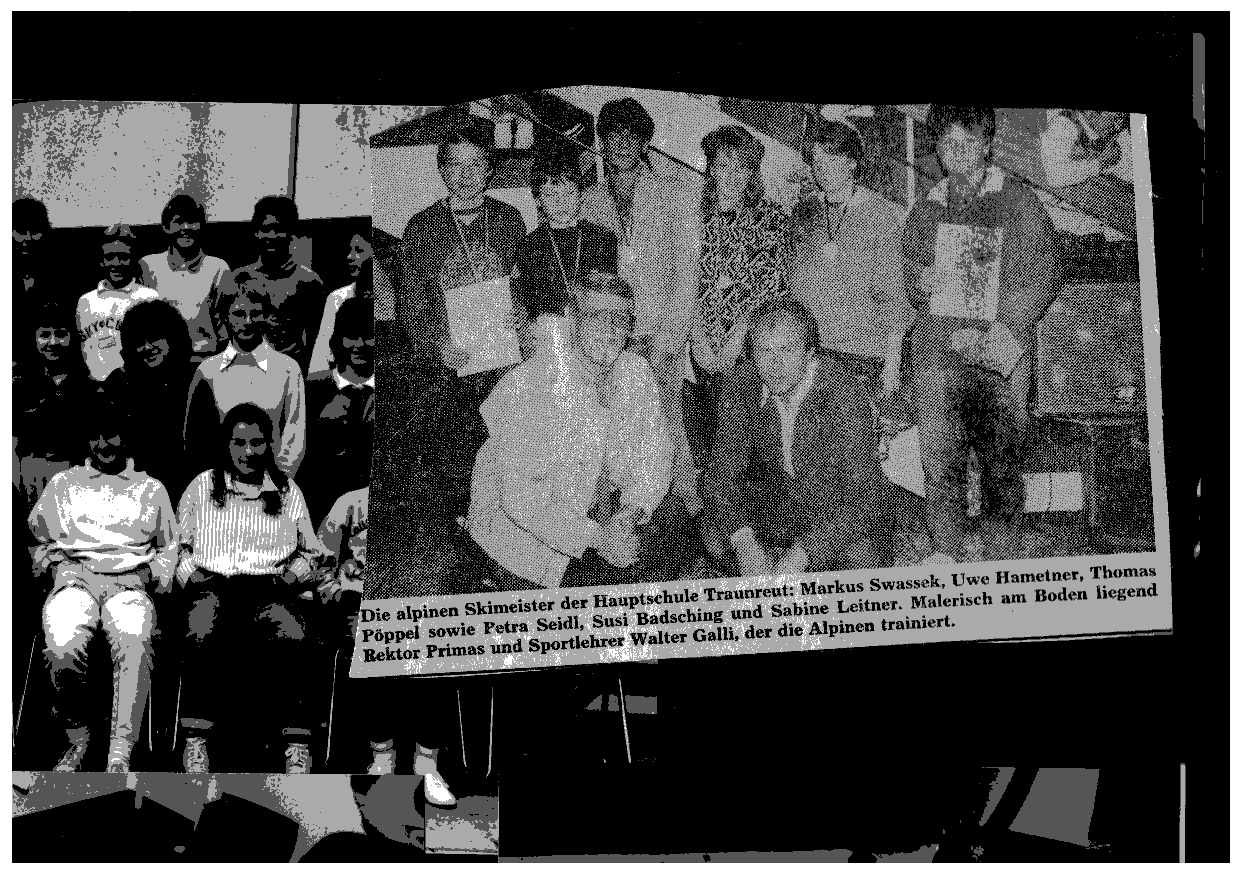 Die alpinen Skimeister der Hauptschule Traunreut: Markus Swassek, Uwe Hametner, Thomas
Pöppel sowie Petra Seidl, Susi Badsching und Sabine Leitner. Malerisch am Boden liegend
Rektor Primas und Sportlehrer Walter Galli, der die Alpinen trainiert.